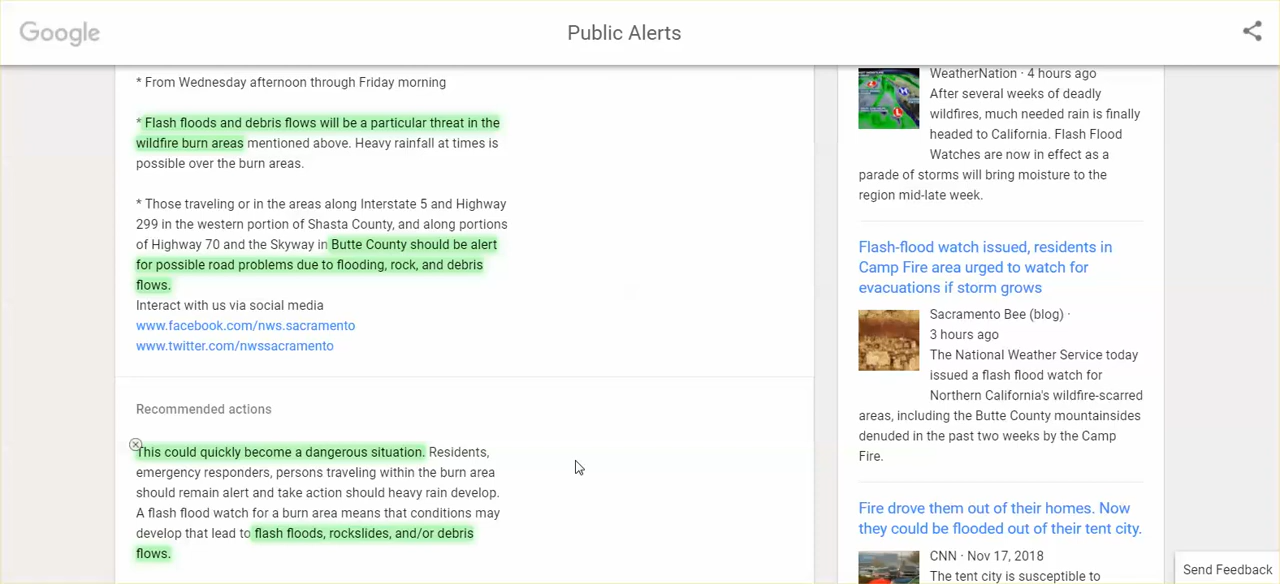 Google
Public Alerts
* From Wednesday afternoon through Friday morning
* Flash floods and debris flows will be a particular threat in the
wildfire burn areas mentioned above. Heavy rainfall at times is
possible over the burn areas.
* Those traveling or in the areas along Interstate 5 and Highway
299 in the western portion of Shasta County, and along portions
of Highway 70 and the Skyway in Butte County should be alert
for possible road problems due to flooding, rock, and debris
flows.
Interact with us via social media
www.facebook.com/nws.sacramento
www.twitter.com/nwssacramento
Recommended actions
This could quickly become a dangerous situation. Residents,
emergency responders, persons traveling within the burn area
should remain alert and take action should heavy rain develop.
A flash flood watch for a burn area means that conditions may
develop that lead to flash floods, rockslides, and/or debris
flows.
WeatherNation · 4 hours ago
After several weeks of deadly
wildfires, much needed rain is finally
headed to California. Flash Flood
Watches are now in effect as a
parade of storms will bring moisture to the
region mid-late week.
Flash-flood watch issued, residents in
Camp Fire area urged to watch for
evacuations if storm grows
Sacramento Bee (blog) ·
3 hours ago
The National Weather Service today
issued a flash flood watch for
Northern California's wildfire-scarred
areas, including the Butte County mountainsides
denuded in the past two weeks by the Camp
Fire.
Fire drove them out of their homes. Now
they could be flooded out of their tent city.
CNN · Nov 17, 2018
The tent city is susceptible to
Send Feedback